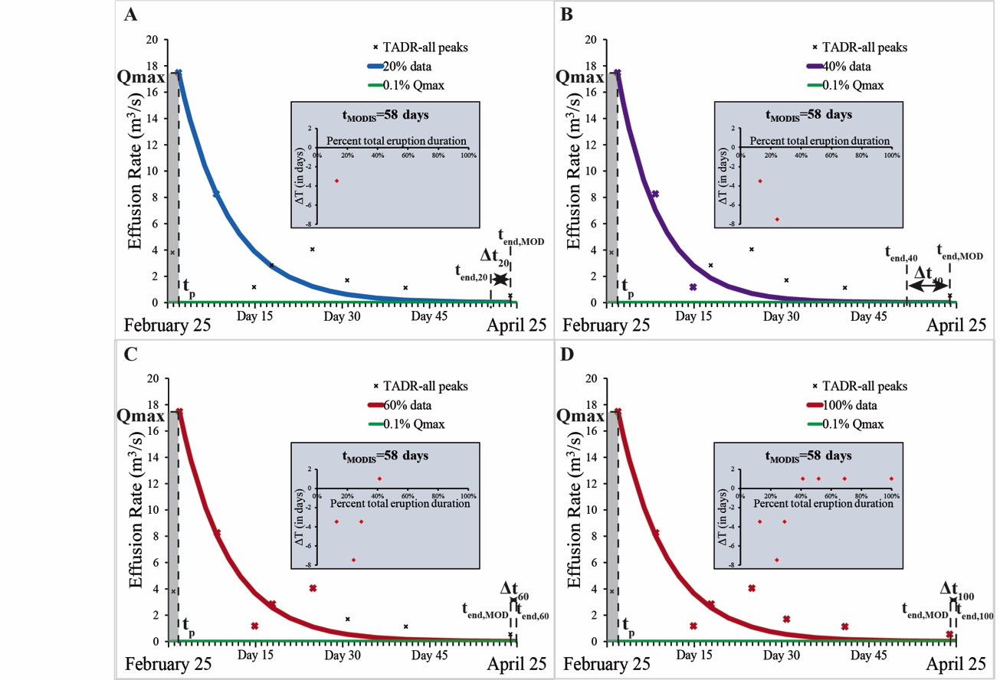 A
20
18
16
14
12
10
8
6
4
2
0
Qmax
Effusion Rate (m³/s)
TADR-all peaks
20% data
0.1% Qmax
tMODIS=58 days
Percent total eruption duration
0% 20% 40% 60% 80% 100%
2
0
-2
-4
-6
-8
ΔT (in days)
tend,MOD
Δt20
tend,20
tp
Day 15 Day 30 Day 45
February 25 April 25
B
20
18
16
14
12
10
8
6
4
2
0
Qmax
Effusion Rate (m³/s)
TADR-all peaks
40% data
0.1% Qmax
tMODIS=58 days
Percent total eruption duration
0% 20% 40% 60% 80% 100%
2
0
-2
-4
-6
-8
ΔT (in days)
tend,40
tend,MOD
Δt40
tp
Day 15 Day 30 Day 45
February 25 April 25
C
20
18
16
14
12
10
8
6
4
2
0
Qmax
Effusion Rate (m³/s)
TADR-all peaks
60% data
0.1% Qmax
tMODIS=58 days
2
0
-2
-4
-6
-8
0% 20% 40% 60% 80% 100%
Percent total eruption duration
ΔT (in days)
Δt60
tend,MOD
tend,60
tp
Day 15 Day 30 Day 45
February 25 April 25
D
20
18
16
14
12
10
8
6
4
2
0
Qmax
Effusion Rate (m³/s)
TADR-all peaks
100% data
0.1% Qmax
tMODIS=58 days
2
0
-2
-4
-6
-8
0% 20% 40% 60% 80% 100%
Percent total eruption duration
ΔT (in days)
Δt100
tend,MOD
tend,100
tp
Day 15 Day 30 Day 45
February 25 April 25